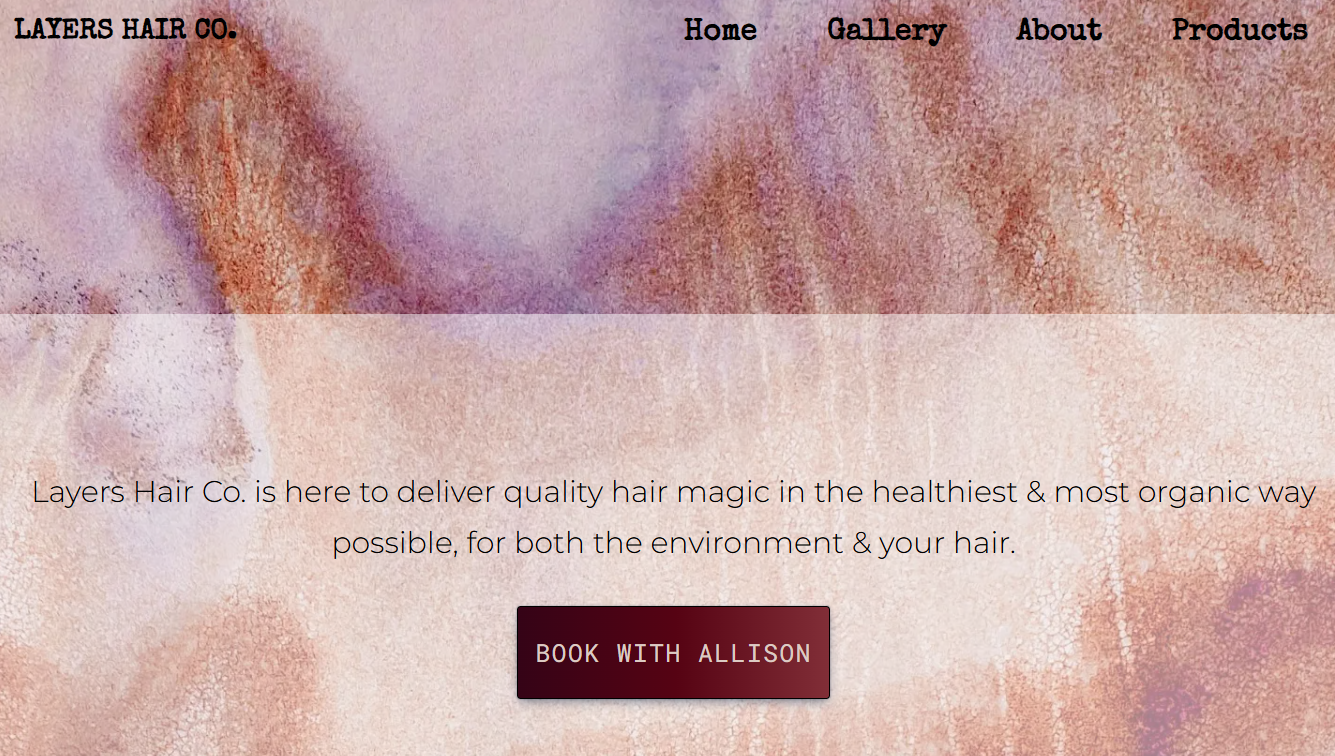 LAYERS HAIR CO.
Home Gallery About Products
Layers Hair Co. is here to deliver quality hair magic in the healthiest & most organic way
possible, for both the environment & your hair.
BOOK WITH ALLISON